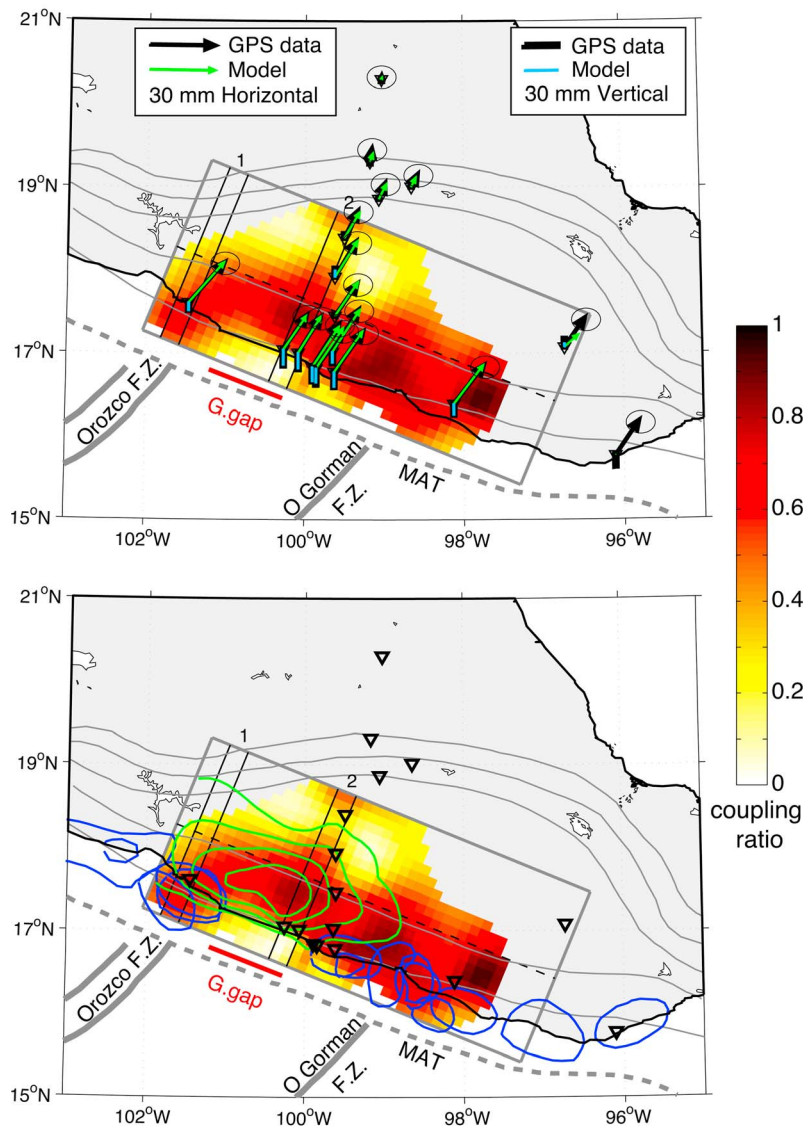 21°N
GPS data
Model
30 mm Horizontal
GPS data
Model
30 mm Vertical
19°N
1
2
17°N
Orozco F.Z.
G.gap
O Gorman
F.Z.
MAT
15°N
102°W
100°W
98°W
96°W
1
0.8
0.6
0.4
0.2
0
coupling
ratio
21°N
19°N
1
2
17°N
Orozco F.Z.
G.gap
O Gorman
F.Z.
MAT
15°N
102°W
100°W
98°W
96°W